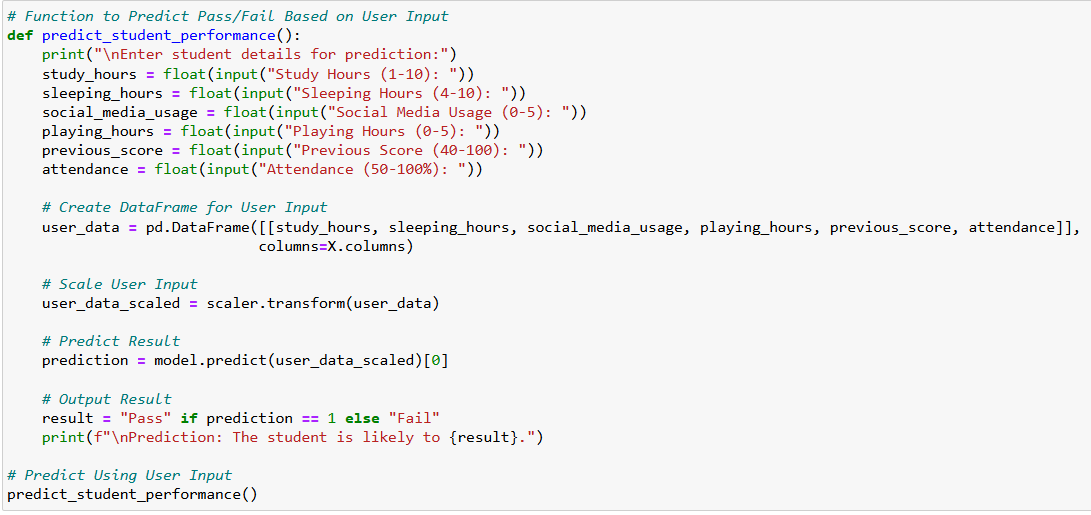 # Function to Predict Pass/Fail Based on User Input
def predict_student_performance():
    print("\nEnter student details for prediction:")
    study_hours = float(input("Study Hours (1-10): "))
    sleeping_hours = float(input("Sleeping Hours (4-10): "))
    social_media_usage = float(input("Social Media Usage (0-5): "))
    playing_hours = float(input("Playing Hours (0-5): "))
    previous_score = float(input("Previous Score (40-100): "))
    attendance = float(input("Attendance (50-100%): "))

    # Create DataFrame for User Input
    user_data = pd.DataFrame([[study_hours, sleeping_hours, social_media_usage, playing_hours, previous_score, attendance]],
                             columns=X.columns)

    # Scale User Input
    user_data_scaled = scaler.transform(user_data)

    # Predict Result
    prediction = model.predict(user_data_scaled)[0]

    # Output Result
    result = "Pass" if prediction == 1 else "Fail"
    print(f"\nPrediction: The student is likely to {result}.")

# Predict Using User Input
predict_student_performance()